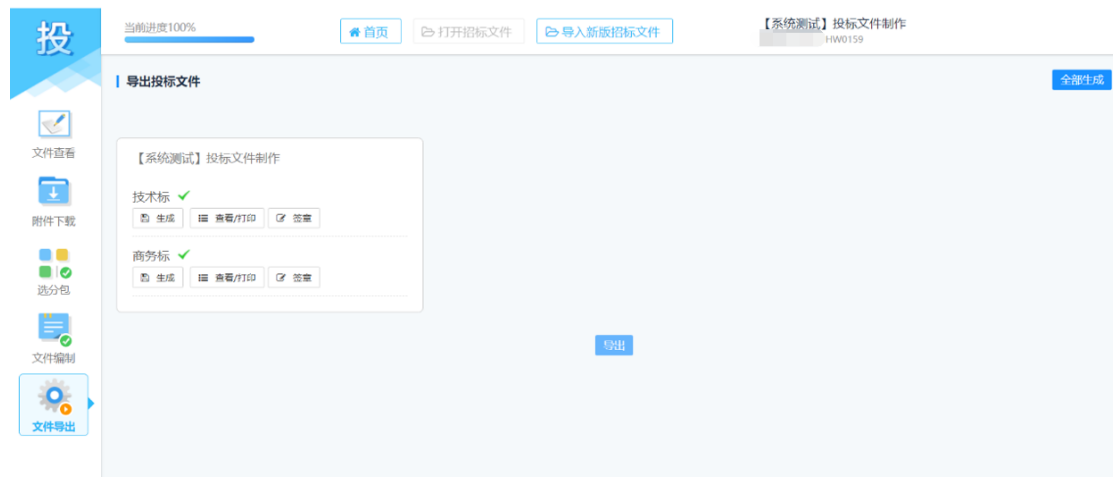 投
当前进度100%
首页
打开招标文件
导入新版招标文件
【系统测试】投标文件制作
HW0159
导出投标文件
全部生成
文件查看
附件下载
选分包
文件编制
文件导出
【系统测试】投标文件制作
技术标
生成 查看/打印 签章
商务标
生成 查看/打印 签章
导出